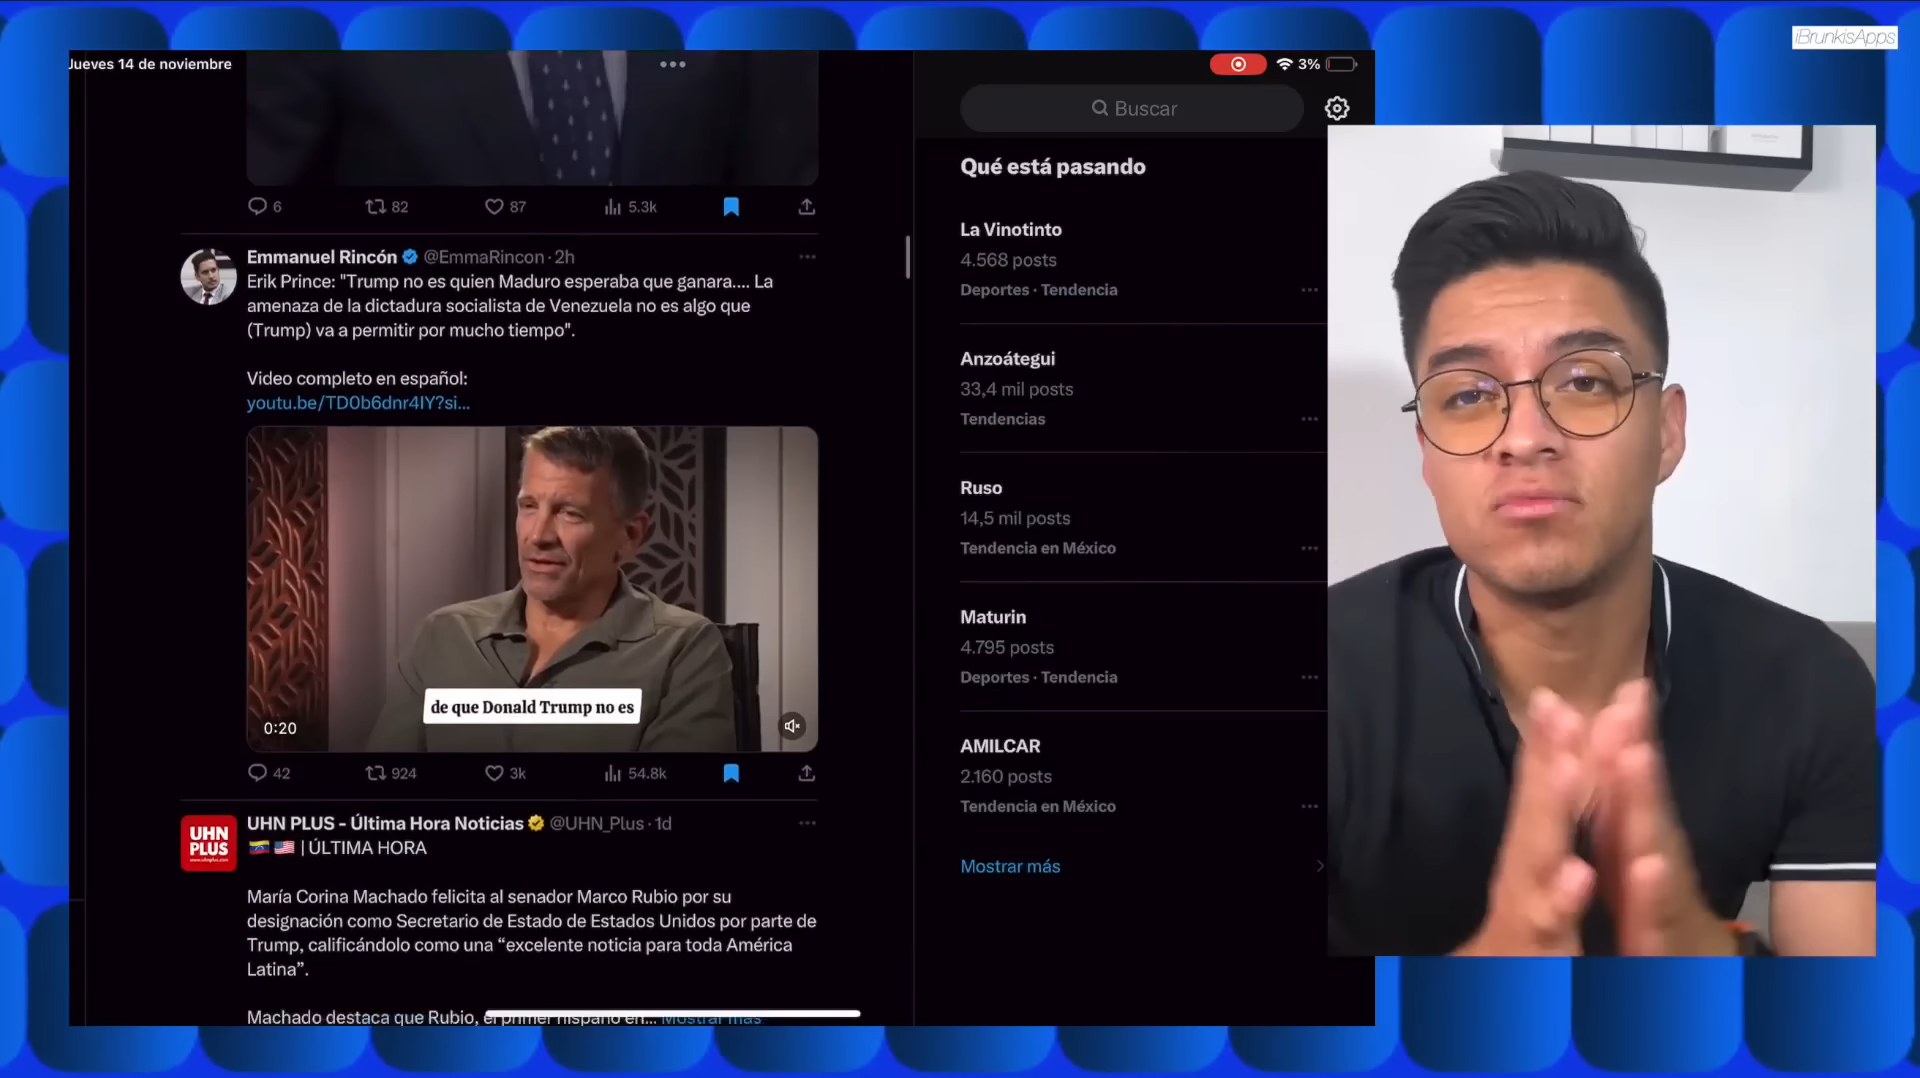 iBrunkisApps
Jueves 14 de noviembre
3%
Buscar
6
82
87
5.3k
Emmanuel Rincón @EmmaRincon · 2h
Erik Prince: "Trump no es quien Maduro esperaba que ganara.... La
amenaza de la dictadura socialista de Venezuela no es algo que
(Trump) va a permitir por mucho tiempo".
Video completo en español:
youtu.be/TD0b6dnr4IY?si...
de que Donald Trump no es
0:20
42
924
3k
54.8k
UHN
PLUS
UHN PLUS - Última Hora Noticias @UHN_Plus · 1d
| ÚLTIMA HORA
María Corina Machado felicita al senador Marco Rubio por su
designación como Secretario de Estado de Estados Unidos por parte de
Trump, calificándolo como una “excelente noticia para toda América
Latina”.
Machado destaca que Rubio, el primer hispano en... Mostrar más
Qué está pasando
La Vinotinto
4.568 posts
Deportes · Tendencia
Anzoátegui
33,4 mil posts
Tendencias
Ruso
14,5 mil posts
Tendencia en México
Maturin
4.795 posts
Deportes · Tendencia
AMILCAR
2.160 posts
Tendencia en México
Mostrar más